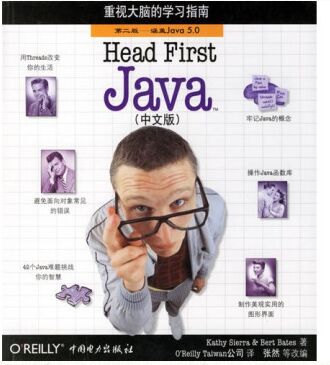 重视大脑的学习指南
第二版—涵盖Java 5.0
Head First
Java™
(中文版)
用Threads改变
你的生活
牢记Java的概念
避免面向对象常见
的错误
操作Java函数库
42个Java难题挑战
你的智慧
制作美观实用的
图形界面
Kathy Sierra & Bert Bates 著
O'Reilly Taiwan公司 译 张然 等改编
O'REILLY® 中国电力出版社